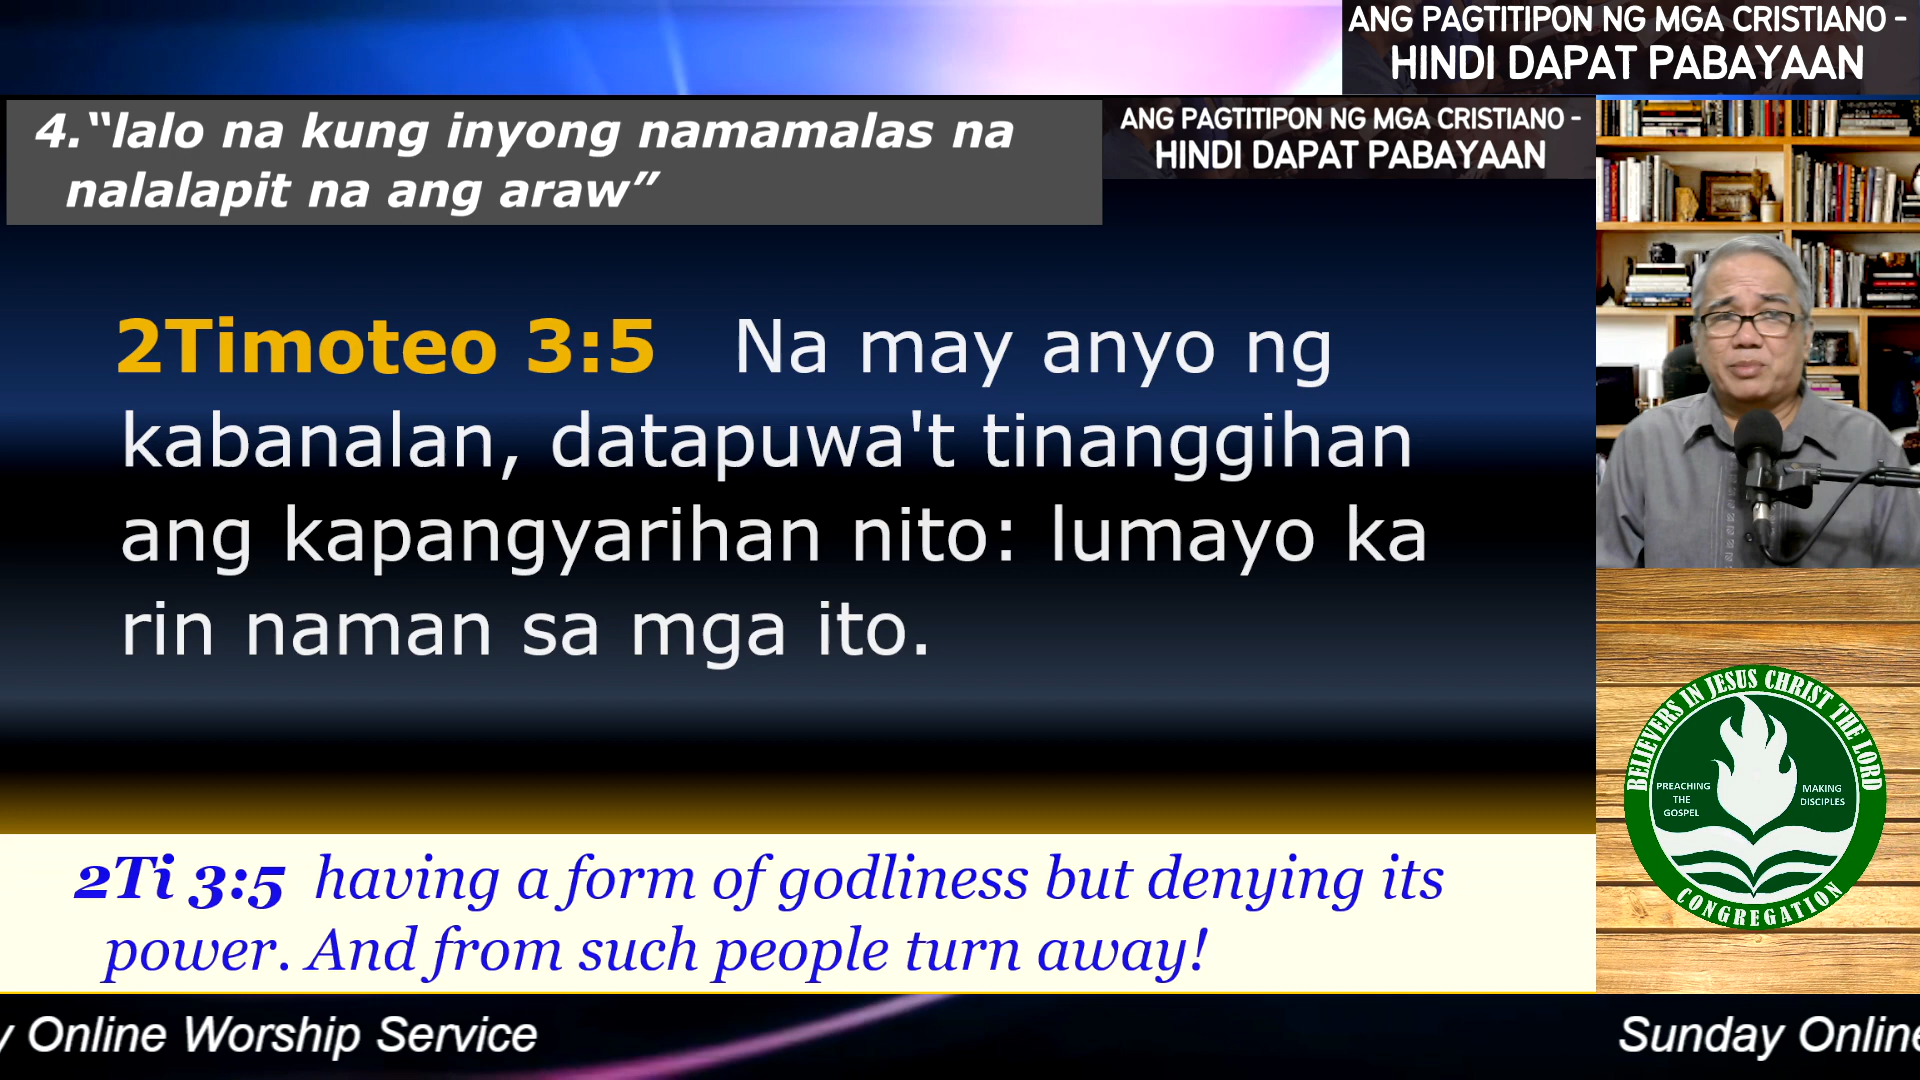 ANG PAGTITIPON NG MGA CRISTIANO -
HINDI DAPAT PABAYAAN
4.“lalo na kung inyong namamalas na
nalalapit na ang araw”
ANG PAGTITIPON NG MGA CRISTIANO -
HINDI DAPAT PABAYAAN
2Timoteo 3:5 Na may anyo ng
kabanalan, datapuwa't tinanggihan
ang kapangyarihan nito: lumayo ka
rin naman sa mga ito.
2Ti 3:5 having a form of godliness but denying its
power. And from such people turn away!
BELIEVERS IN JESUS CHRIST THE LORD
PREACHING
THE
GOSPEL
MAKING
DISCIPLES
CONGREGATION
y Online Worship Service
Sunday Online